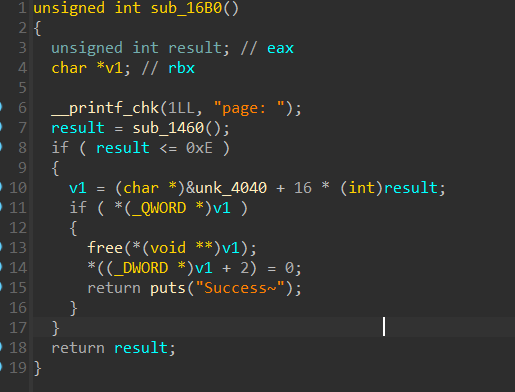 1 unsigned int sub_16B0()
2 {
3 unsigned int result; // eax
4 char *v1; // rbx
5
6 __printf_chk(1LL, "page: ");
7 result = sub_1460();
8 if ( result <= 0xE )
9 {
10 v1 = (char *)&unk_4040 + 16 * (int)result;
11 if ( *(_QWORD *)v1 )
12 {
13 free(*(void **)v1);
14 *((_DWORD *)v1 + 2) = 0;
15 return puts("Success~");
16 }
17 }
18 return result;
19 }